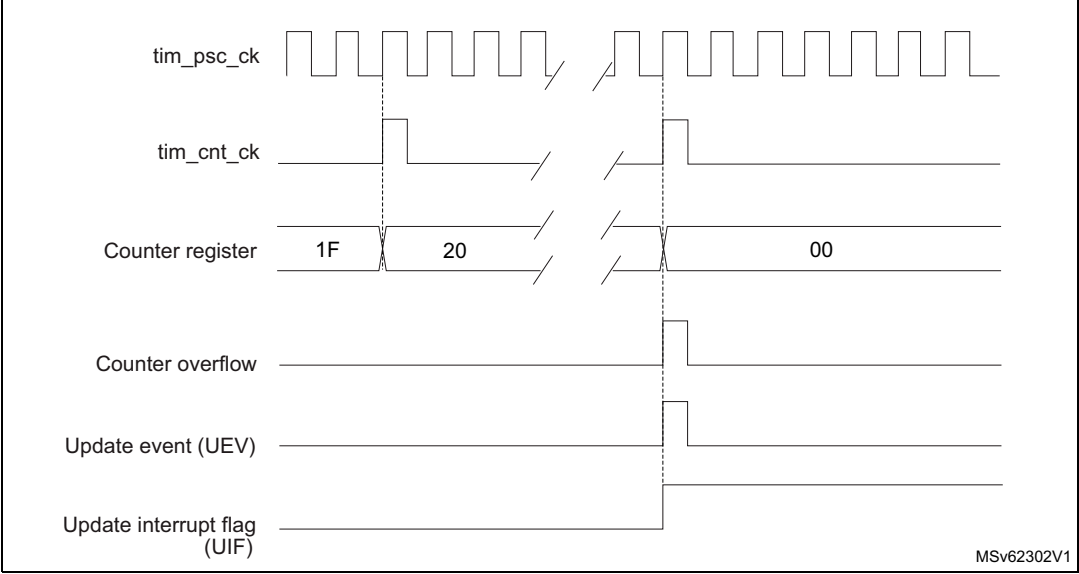 tim_psc_ck
tim_cnt_ck
Counter register
1F
20
00
Counter overflow
Update event (UEV)
Update interrupt flag
(UIF)
MSv62302V1